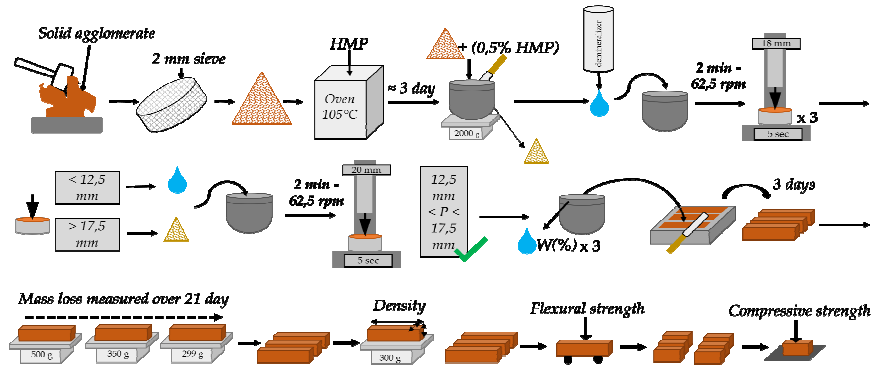 Solid agglomerate
2 mm sieve
HMP
Oven
105°C
≈ 3 day
+ (0,5% HMP)
2000 g
demineralizer
2 min -
62,5 rpm
18 mm
x 3
5 sec
< 12,5
mm
> 17,5
mm
2 min -
62,5 rpm
20 mm
5 sec
12,5
mm
< P <
17,5
mm
W(%) x 3
3 days
Mass loss measured over 21 day
500 g
350 g
299 g
Density
300 g
Flexural strength
Compressive strength